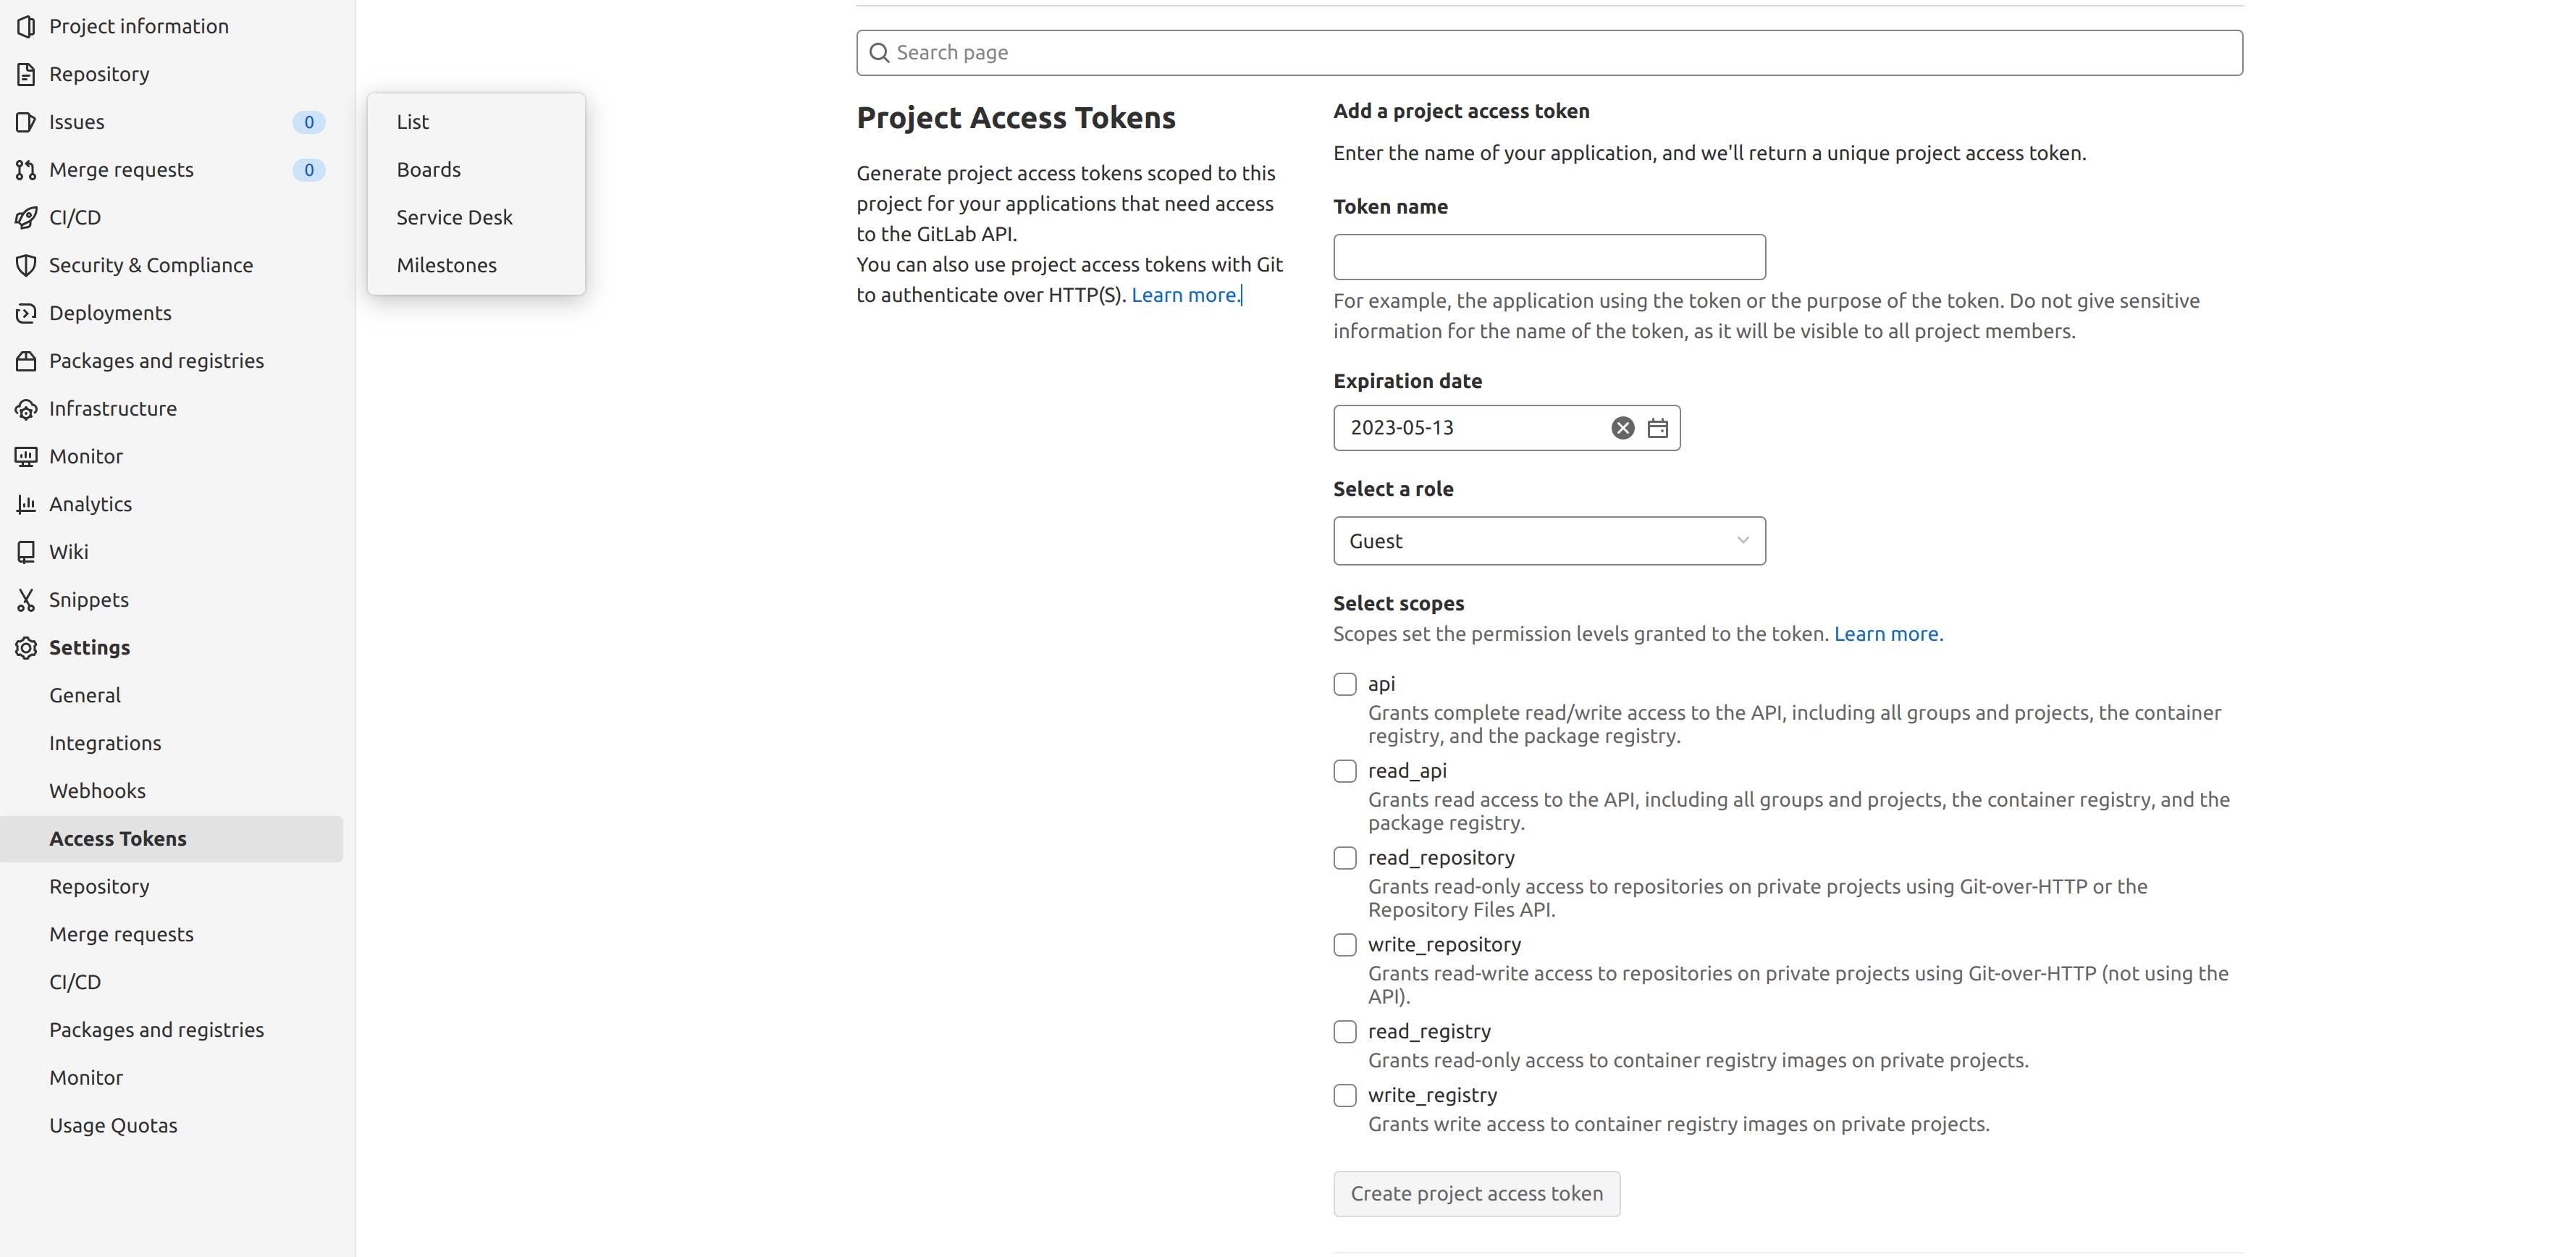 Project information
Repository
Issues 0
Merge requests 0
CI/CD
Security & Compliance
Deployments
Packages and registries
Infrastructure
Monitor
Analytics
Wiki
Snippets
Settings
General
Integrations
Webhooks
Access Tokens
Repository
Merge requests
CI/CD
Packages and registries
Monitor
Usage Quotas
List
Boards
Service Desk
Milestones
Search page
Project Access Tokens
Generate project access tokens scoped to this
project for your applications that need access
to the GitLab API.
You can also use project access tokens with Git
to authenticate over HTTP(S). Learn more.
Add a project access token
Enter the name of your application, and we'll return a unique project access token.
Token name
For example, the application using the token or the purpose of the token. Do not give sensitive
information for the name of the token, as it will be visible to all project members.
Expiration date
2023-05-13
Select a role
Guest
Select scopes
Scopes set the permission levels granted to the token. Learn more.
api
Grants complete read/write access to the API, including all groups and projects, the container
registry, and the package registry.
read_api
Grants read access to the API, including all groups and projects, the container registry, and the
package registry.
read_repository
Grants read-only access to repositories on private projects using Git-over-HTTP or the
Repository Files API.
write_repository
Grants read-write access to repositories on private projects using Git-over-HTTP (not using the
API).
read_registry
Grants read-only access to container registry images on private projects.
write_registry
Grants write access to container registry images on private projects.
Create project access token